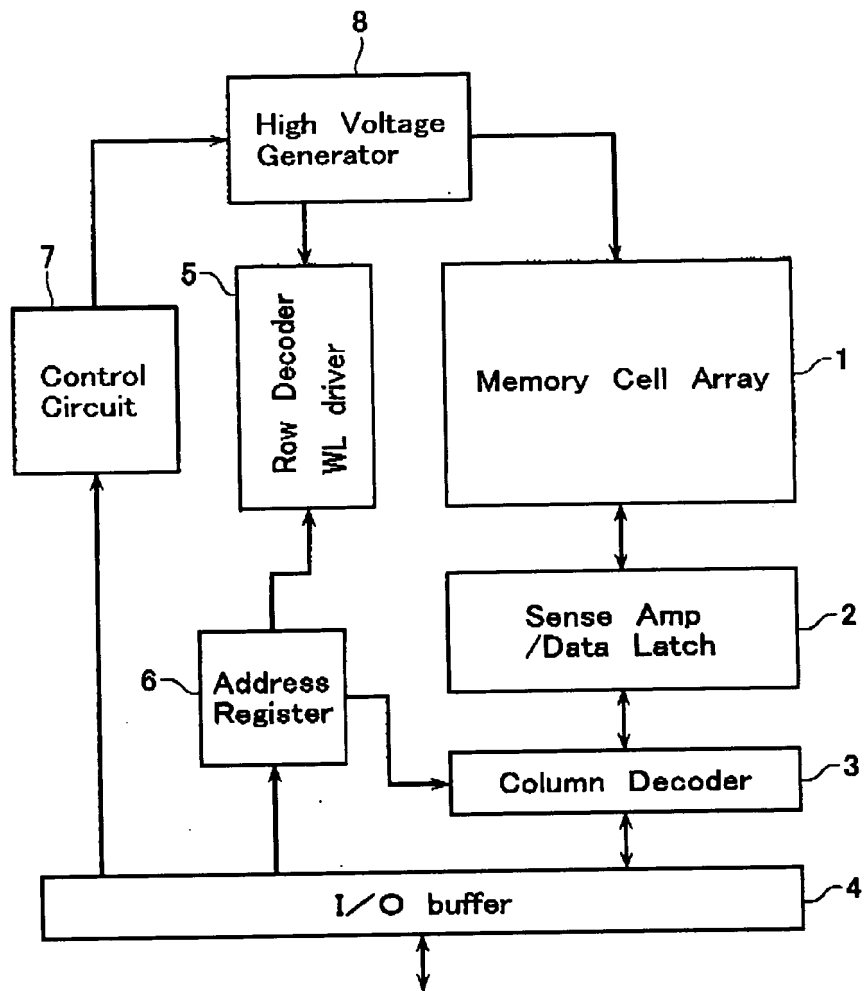 8
High Voltage
Generator
7
Control
Circuit
5
Row Decoder
WL driver
Memory Cell Array
1
Sense Amp
/Data Latch
2
6
Address
Register
Column Decoder
3
I/O buffer
4